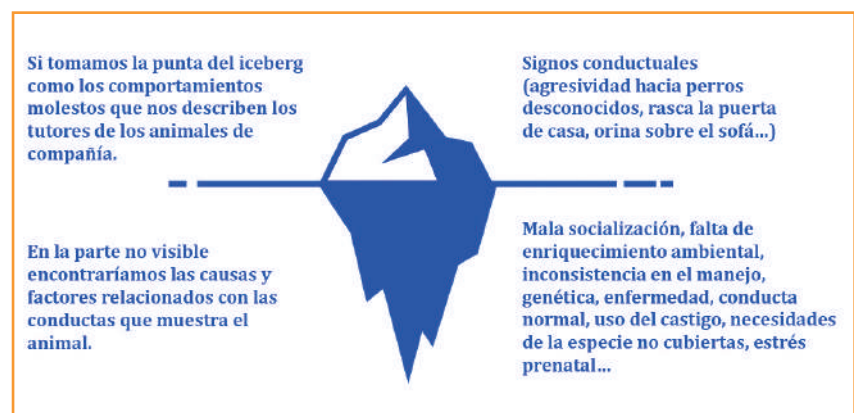 Si tomamos la punta del iceberg
como los comportamientos
molestos que nos describen los
tutores de los animales de
compañía.
Signos conductuales
(agresividad hacia perros
desconocidos, rasca la puerta
de casa, orina sobre el sofá...)
En la parte no visible
encontraríamos las causas y
factores relacionados con las
conductas que muestra el
animal.
Mala socialización, falta de
enriquecimiento ambiental,
inconsistencia en el manejo,
genética, enfermedad, conducta
normal, uso del castigo, necesidades
de la especie no cubiertas, estrés
prenatal...